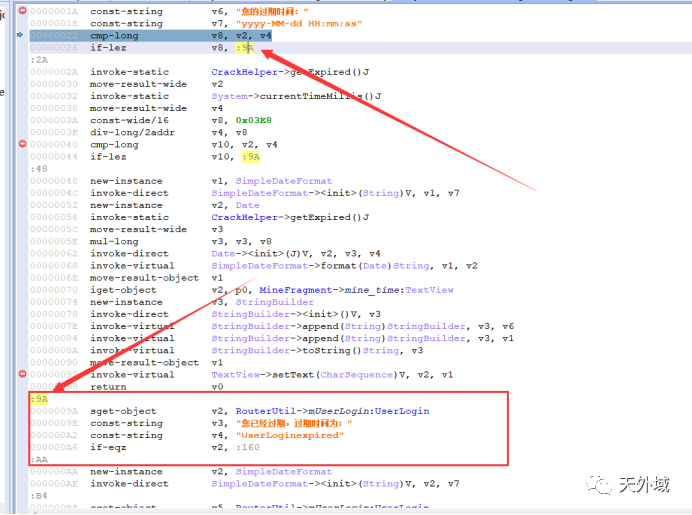 0000001A const-string v6, "您的过期时间: "
0000001E const-string v7, "yyyy-MM-dd HH:mm:ss"
00000022 cmp-long v8, v2, v4
00000026 if-lez v8, :9A
:2A
0000002A invoke-static CrackHelper->getExpired()J
00000030 move-result-wide v2
00000032 invoke-static System->currentTimeMillis()J
00000038 move-result-wide v4
0000003A const-wide/16 v8, 0x03E8
0000003E div-long/2addr v4, v8
00000040 cmp-long v10, v2, v4
00000044 if-lez v10, :9A
:48
00000048 new-instance v1, SimpleDateFormat
0000004C invoke-direct SimpleDateFormat-><init>(String)V, v1, v7
00000052 new-instance v2, Date
00000056 invoke-static CrackHelper->getExpired()J
0000005C move-result-wide v3
0000005E mul-long v3, v3, v8
00000062 invoke-direct Date-><init>(J)V, v2, v3, v4
00000068 invoke-virtual SimpleDateFormat->format(Date)String, v1, v2
0000006E move-result-object v1
00000070 iget-object v2, p0, MineFragment->mine_time:TextView
00000074 new-instance v3, StringBuilder
00000078 invoke-direct StringBuilder-><init>()V, v3
0000007E invoke-virtual StringBuilder->append(String)StringBuilder, v3, v6
00000084 invoke-virtual StringBuilder->append(String)StringBuilder, v3, v1
0000008A invoke-virtual StringBuilder->toString()String, v3
00000090 move-result-object v1
00000092 invoke-virtual TextView->setText(CharSequence)V, v2, v1
00000098 return v0
:9A
0000009A sget-object v2, RouterUtil->mUserLogin:UserLogin
0000009E const-string v3, "您已经过期，过期时间为: "
000000A2 const-string v4, "UserLoginexpired"
000000A6 if-eqz v2, :160
:AA
000000AA new-instance v2, SimpleDateFormat
000000AE invoke-direct SimpleDateFormat-><init>(String)V, v2, v7
:B4
000000B4 sget-object v5, RouterUtil->mUserLogin:UserLogin
天外域